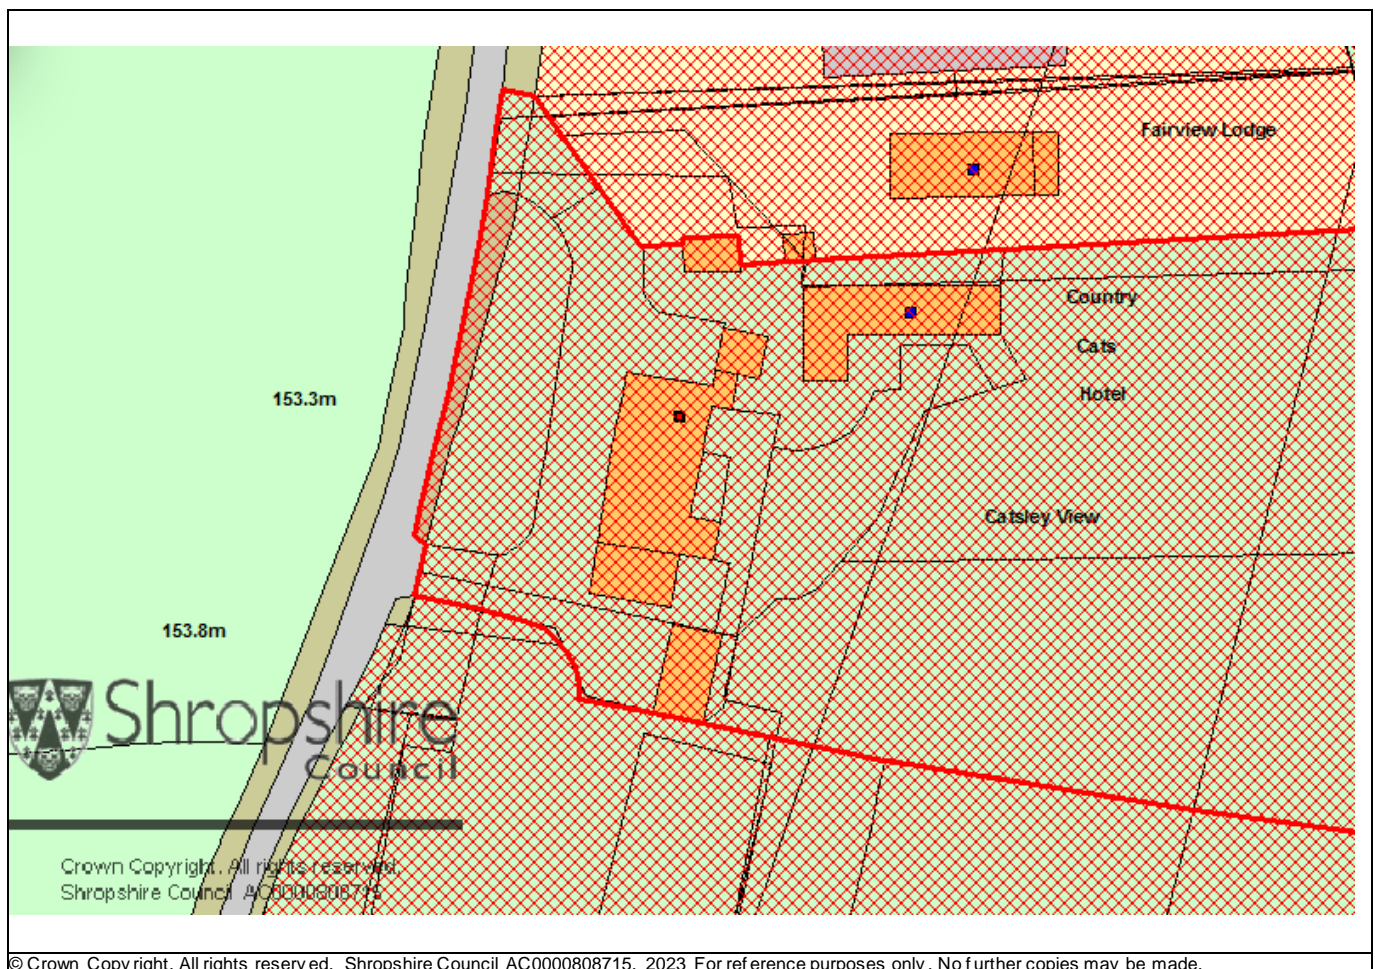 Fairview Lodge
Country
Cats
Hotel
153.3m
Catsley View
153.8m
Shropshire
Council
Crown Copyright. All rights reserved.
Shropshire Council AC0000808715
© Crown Copyright. All rights reserved. Shropshire Council AC0000808715. 2023 For reference purposes only. No further copies may be made.